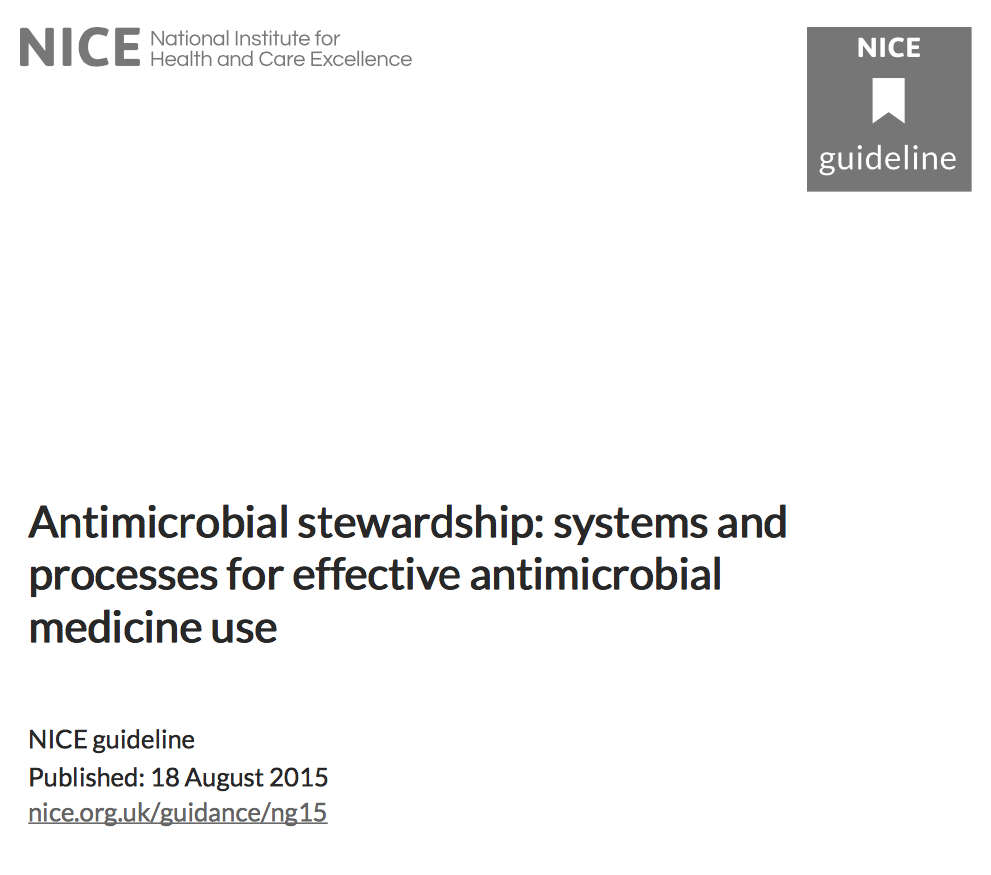 NICE National Institute for
Health and Care Excellence
NICE
guideline
Antimicrobial stewardship: systems and
processes for effective antimicrobial
medicine use
NICE guideline
Published: 18 August 2015
nice.org.uk/guidance/ng15